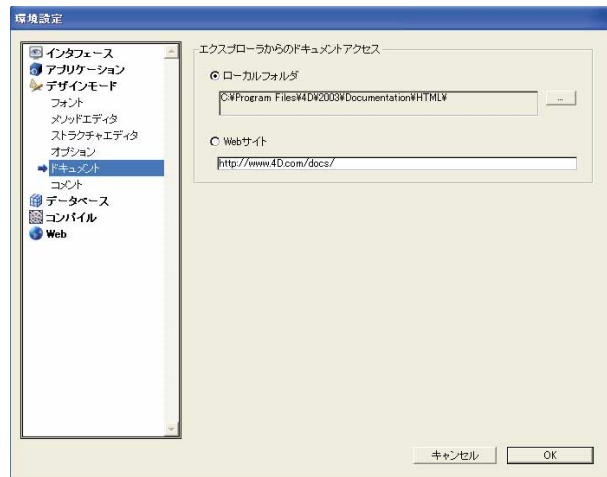 環境設定
インタフェース
アプリケーション
デザインモード
フォント
メソッドエディタ
ストラクチャエディタ
オプション
ドキュメント
コメント
データベース
コンパイル
Web
エクスプローラからのドキュメントアクセス
ローカルフォルダ
C:¥Program Files¥4D¥2003¥Documentation¥HTML¥
...
Webサイト
http://www.4D.com/docs/
キャンセル
OK